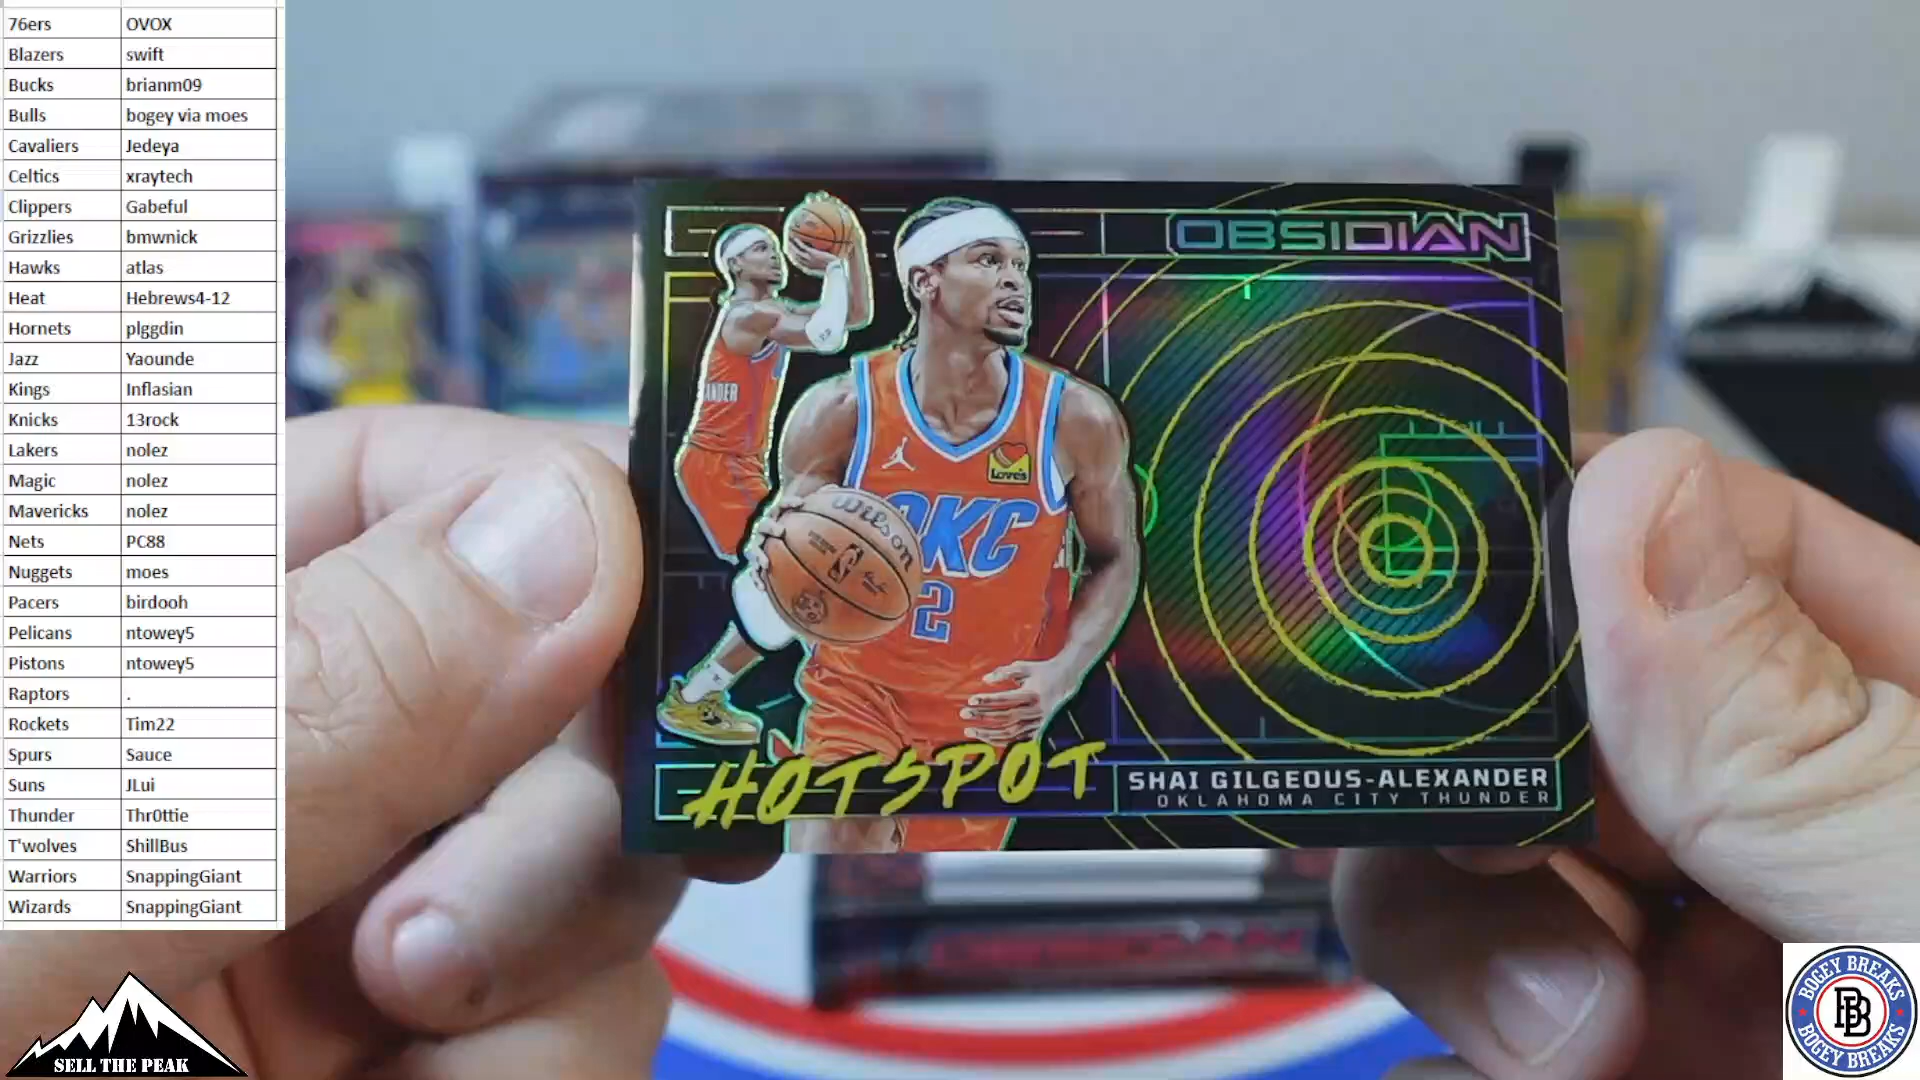 76ers OVOX
Blazers swift
Bucks brianm09
Bulls bogey via moes
Cavaliers Jedeya
Celtics xraytech
Clippers Gabeful
Grizzlies bmwnick
Hawks atlas
Heat Hebrews4-12
Hornets plggdin
Jazz Yaounde
Kings Inflasian
Knicks 13rock
Lakers nolez
Magic nolez
Mavericks nolez
Nets PC88
Nuggets moes
Pacers birdooh
Pelicans ntowey5
Pistons ntowey5
Raptors .
Rockets Tim22
Spurs Sauce
Suns JLui
Thunder Thr0ttie
T'wolves ShillBus
Warriors SnappingGiant
Wizards SnappingGiant
OBSIDIAN
ANDER
Love's
Wilson
OKC
2
HOTSPOT
SHAI GILGEOUS-ALEXANDER
OKLAHOMA CITY THUNDER
SELL THE PEAK
BOGEY BREAKS
BB
BOGEY BREAKS